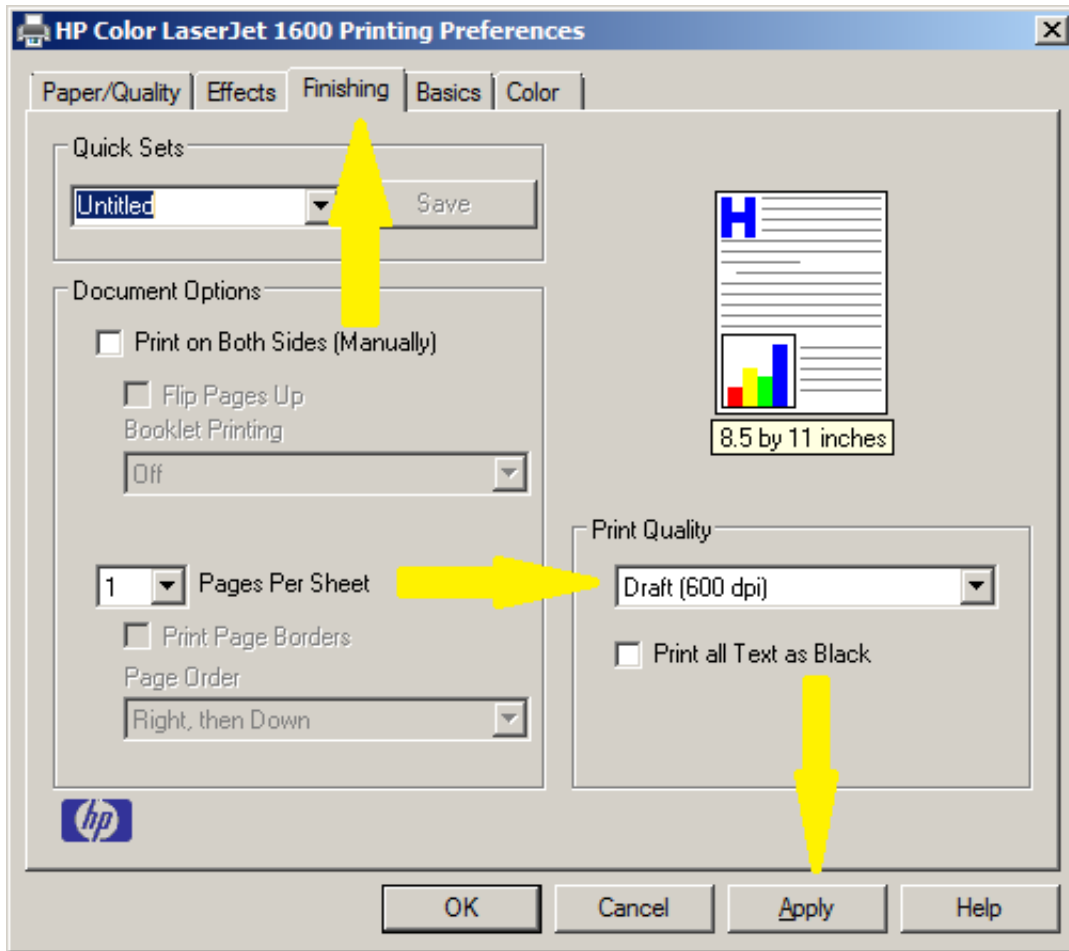 HP Color LaserJet 1600 Printing Preferences
Paper/Quality Effects Finishing Basics Color
Quick Sets
Untitled Save
H
Document Options
Print on Both Sides (Manually)
Flip Pages Up
Booklet Printing
Off
8.5 by 11 inches
Print Quality
1 Pages Per Sheet
Draft (600 dpi)
Print Page Borders
Print all Text as Black
Page Order
Right, then Down
hp
OK Cancel Apply Help